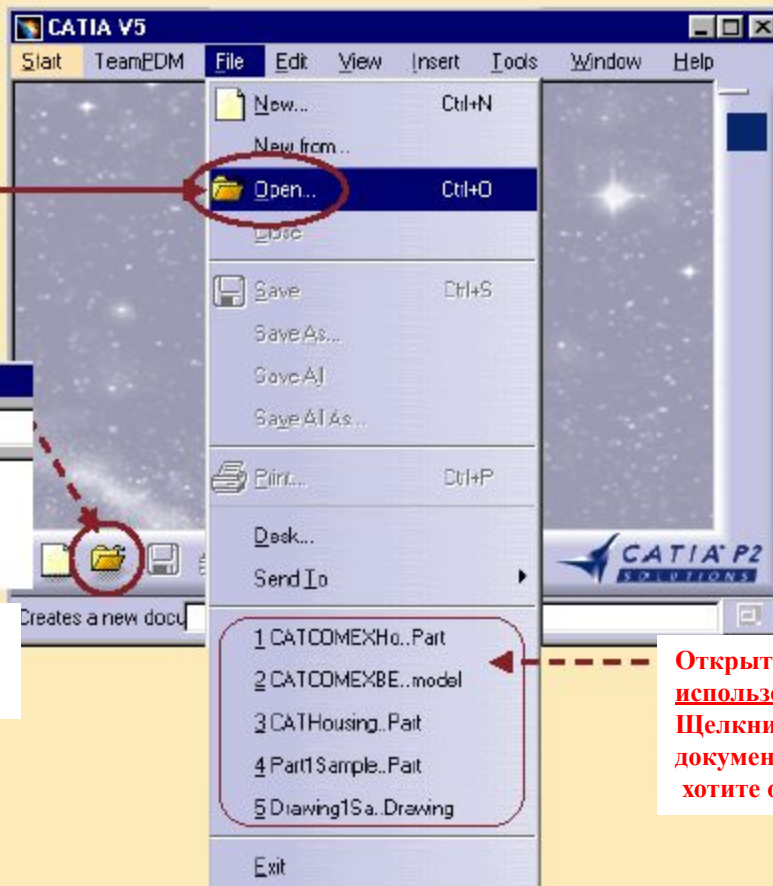 CATIA V5
Start TeamPDM File Edit View Insert Tools Window Help
New... Ctrl+N
New from...
Open... Ctrl+O
Close
Save Ctrl+S
Save As...
Save All
Save All As...
Print... Ctrl+P
Desk...
Send To
CATIA P2
SOLUTIONS
Creates a new docu
1 CATCOMEXHo..Part
2 CATCOMEXBE..model
3 CATHousing..Part
4 Part1Sample..Part
5 Drawing1Sa..Drawing
Exit
Открыт
использо
Щелкни
докумен
хотите о